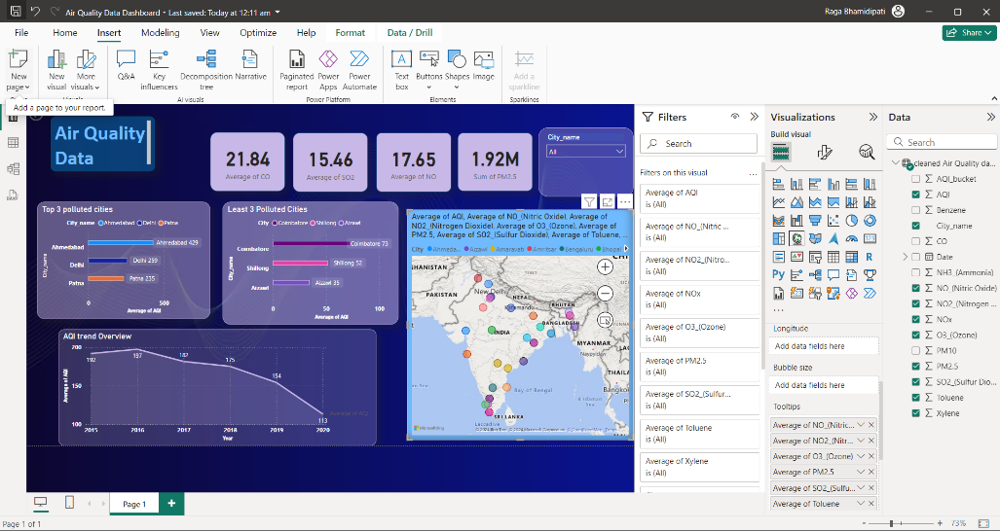 Air Quality Data Dashboard • Last saved: Today at 12:11 am
Raga Bhamidipati
File Home Insert Modeling View Optimize Help Format Data / Drill
Share
New page
New visual
More visuals
Q&A
Key influencers
Decomposition tree
Narrative
Paginated report
Power Apps
Power Automate
Text box
Buttons
Shapes
Image
Add a sparkline
AI visuals
Power Platform
Elements
Sparklines
Add a page to your report.
Air Quality
Data
21.84
Average of CO
15.46
Average of SO2
17.65
Average of NO
1.92M
Sum of PM2.5
City_name
All
Top 3 polluted cities
City name Ahmedabad Delhi Patna
Ahmedabad
Ahmedabad 429
Delhi
Delhi 259
Patna
Patna 235
0 500
Average of AQI
City_name
Least 3 Polluted Cities
City Coimbatore Shillong Aizawl
Coimbatore
Coimbatore 73
Shillong
Shillong 52
Aizawl
Aizawl 35
0 50 100
Average of AQI
City_name
AQI trend Overview
200
150
100
192
197
182
175
154
113
2015 2016 2017 2018 2019 2020
Year
Average of AQI
Average of AQI, Average of NO_(Nitric Oxide), Average of
NO2_(Nitrogen Dioxide), Average of O3_(Ozone), Average of
PM2.5, Average of SO2_(Sulfur Dioxide), Average of Toluene, ...
City Ahmeda... Aizawl Amaravati Amritsar Bengaluru Bhopal
PAKISTAN
New Delhi
NEPAL
Kathmandu
BHUTAN
BANGLADESH
INDIA
MYANMAR
Naypyidaw
Bay of Bengal
Andaman Sea
SRI LANKA
Filters
Search
Filters on this visual
Average of AQI
is (All)
Average of NO_(Nitric ...
is (All)
Average of NO2_(Nitro...
is (All)
Average of NOx
is (All)
Average of O3_(Ozone)
is (All)
Average of PM2.5
is (All)
Average of SO2_(Sulfur...
is (All)
Average of Toluene
is (All)
Average of Xylene
is (All)
Visualizations
Build visual
Longitude
Add data fields here
Bubble size
Add data fields here
Tooltips
Average of NO_(Nitric...
Average of NO2_(Nitr...
Average of O3_(Ozone)
Average of PM2.5
Average of SO2_(Sulfu...
Average of Toluene
Data
Search
cleaned Air Quality da...
AQI_bucket
AQI
Benzene
City_name
CO
Date
NH3_(Ammonia)
NO_(Nitric Oxide)
NO2_(Nitrogen ...
NOx
O3_(Ozone)
PM10
PM2.5
SO2_(Sulfur Dio...
Toluene
Xylene
Page 1
Page 1 of 1
73%